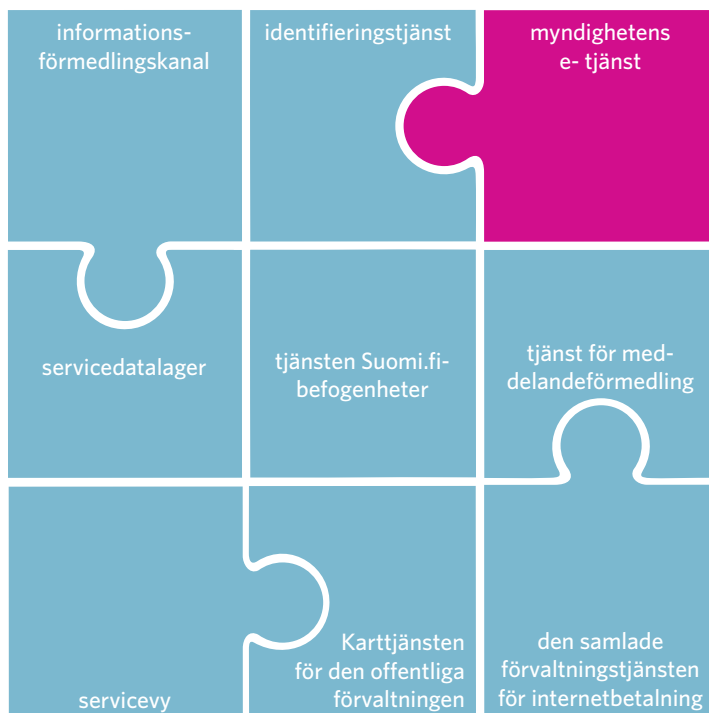 informations-
förmedlingskanal
identifieringstjänst
myndighetens
e- tjänst
servicedatalager
tjänsten Suomi.fi-
befogenheter
tjänst för med-
delandeförmedling
servicevy
Karttjänsten
för den offentliga
förvaltningen
den samlade
förvaltningstjänsten
för internetbetalning